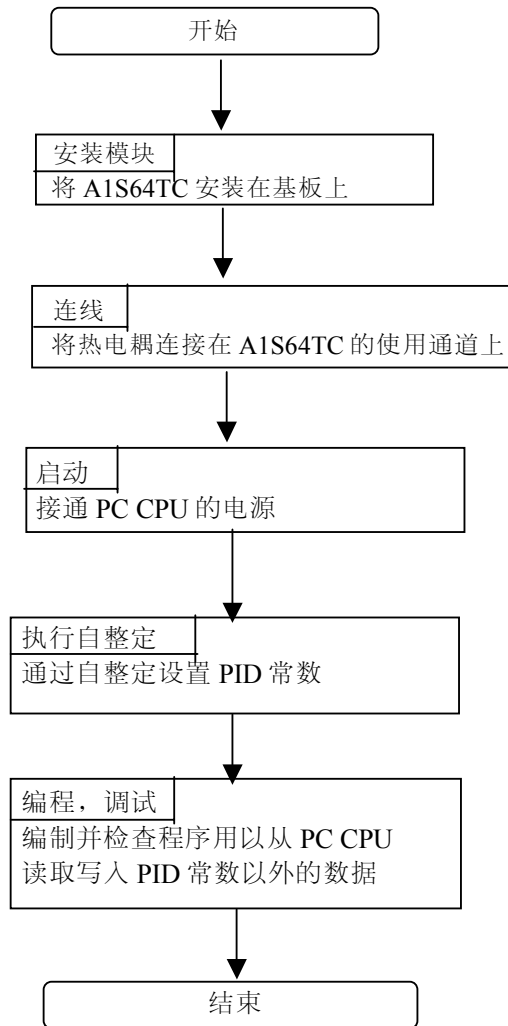 开始
安装模块
将 A1S64TC 安装在基板上
连线
将热电耦连接在 A1S64TC 的使用通道上
启动
接通 PC CPU 的电源
执行自整定
通过自整定设置 PID 常数
编程，调试
编制并检查程序用以从 PC CPU
读取写入 PID 常数以外的数据
结束